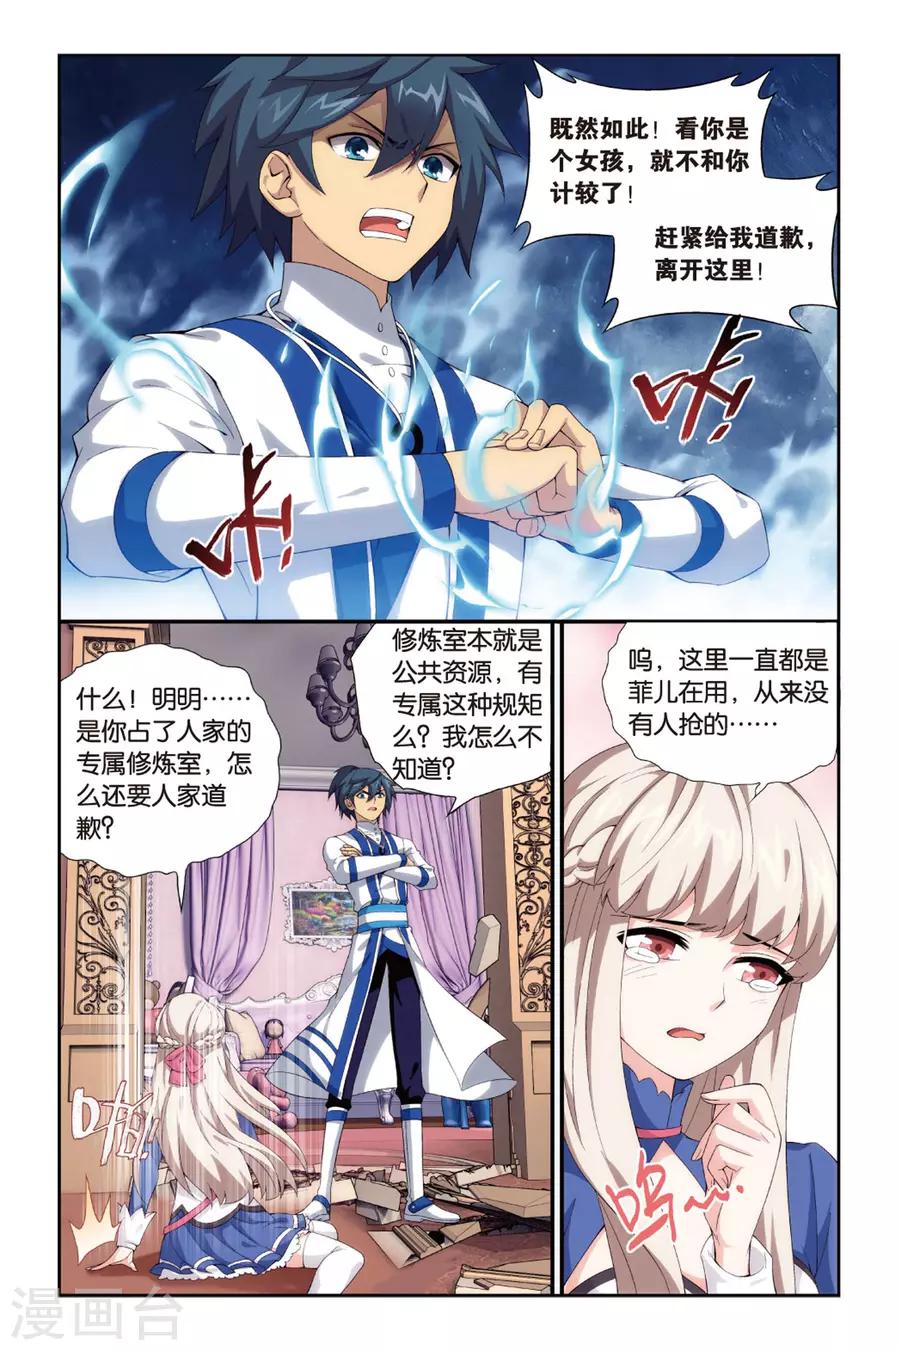 既然如此！看你是
个女孩，就不和你
计较了！
赶紧给我道歉，
离开这里！
咔！
咔！
什么！明明……
是你占了人家的
专属修炼室，怎
么还要人家道
歉？
修炼室本就是
公共资源，有
专属这种规矩
么？我怎么不
知道？
啪！！
呜，这里一直都是
菲儿在用，从来没
有人抢的……
呜～
漫画台